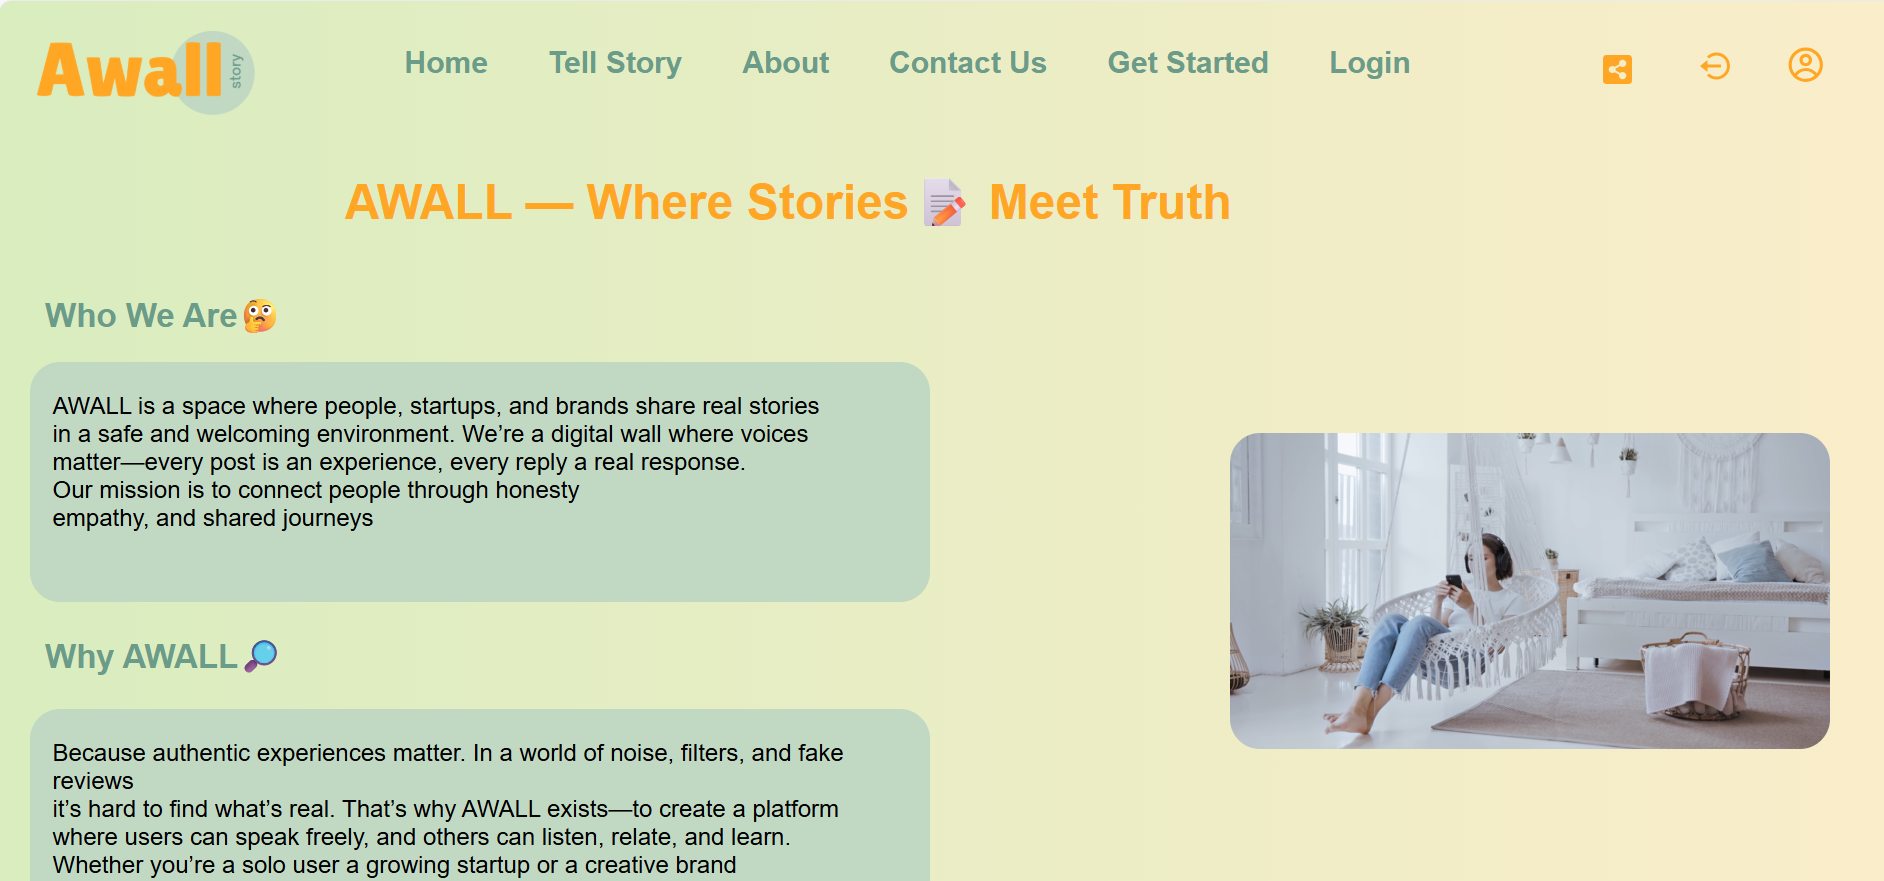 Awall story
Home Tell Story About Contact Us Get Started Login
AWALL — Where Stories📝 Meet Truth
Who We Are🤔
AWALL is a space where people, startups, and brands share real stories
in a safe and welcoming environment. We’re a digital wall where voices
matter—every post is an experience, every reply a real response.
Our mission is to connect people through honesty
empathy, and shared journeys
Why AWALL🔎
Because authentic experiences matter. In a world of noise, filters, and fake
reviews
it’s hard to find what’s real. That’s why AWALL exists—to create a platform
where users can speak freely, and others can listen, relate, and learn.
Whether you’re a solo user a growing startup or a creative brand